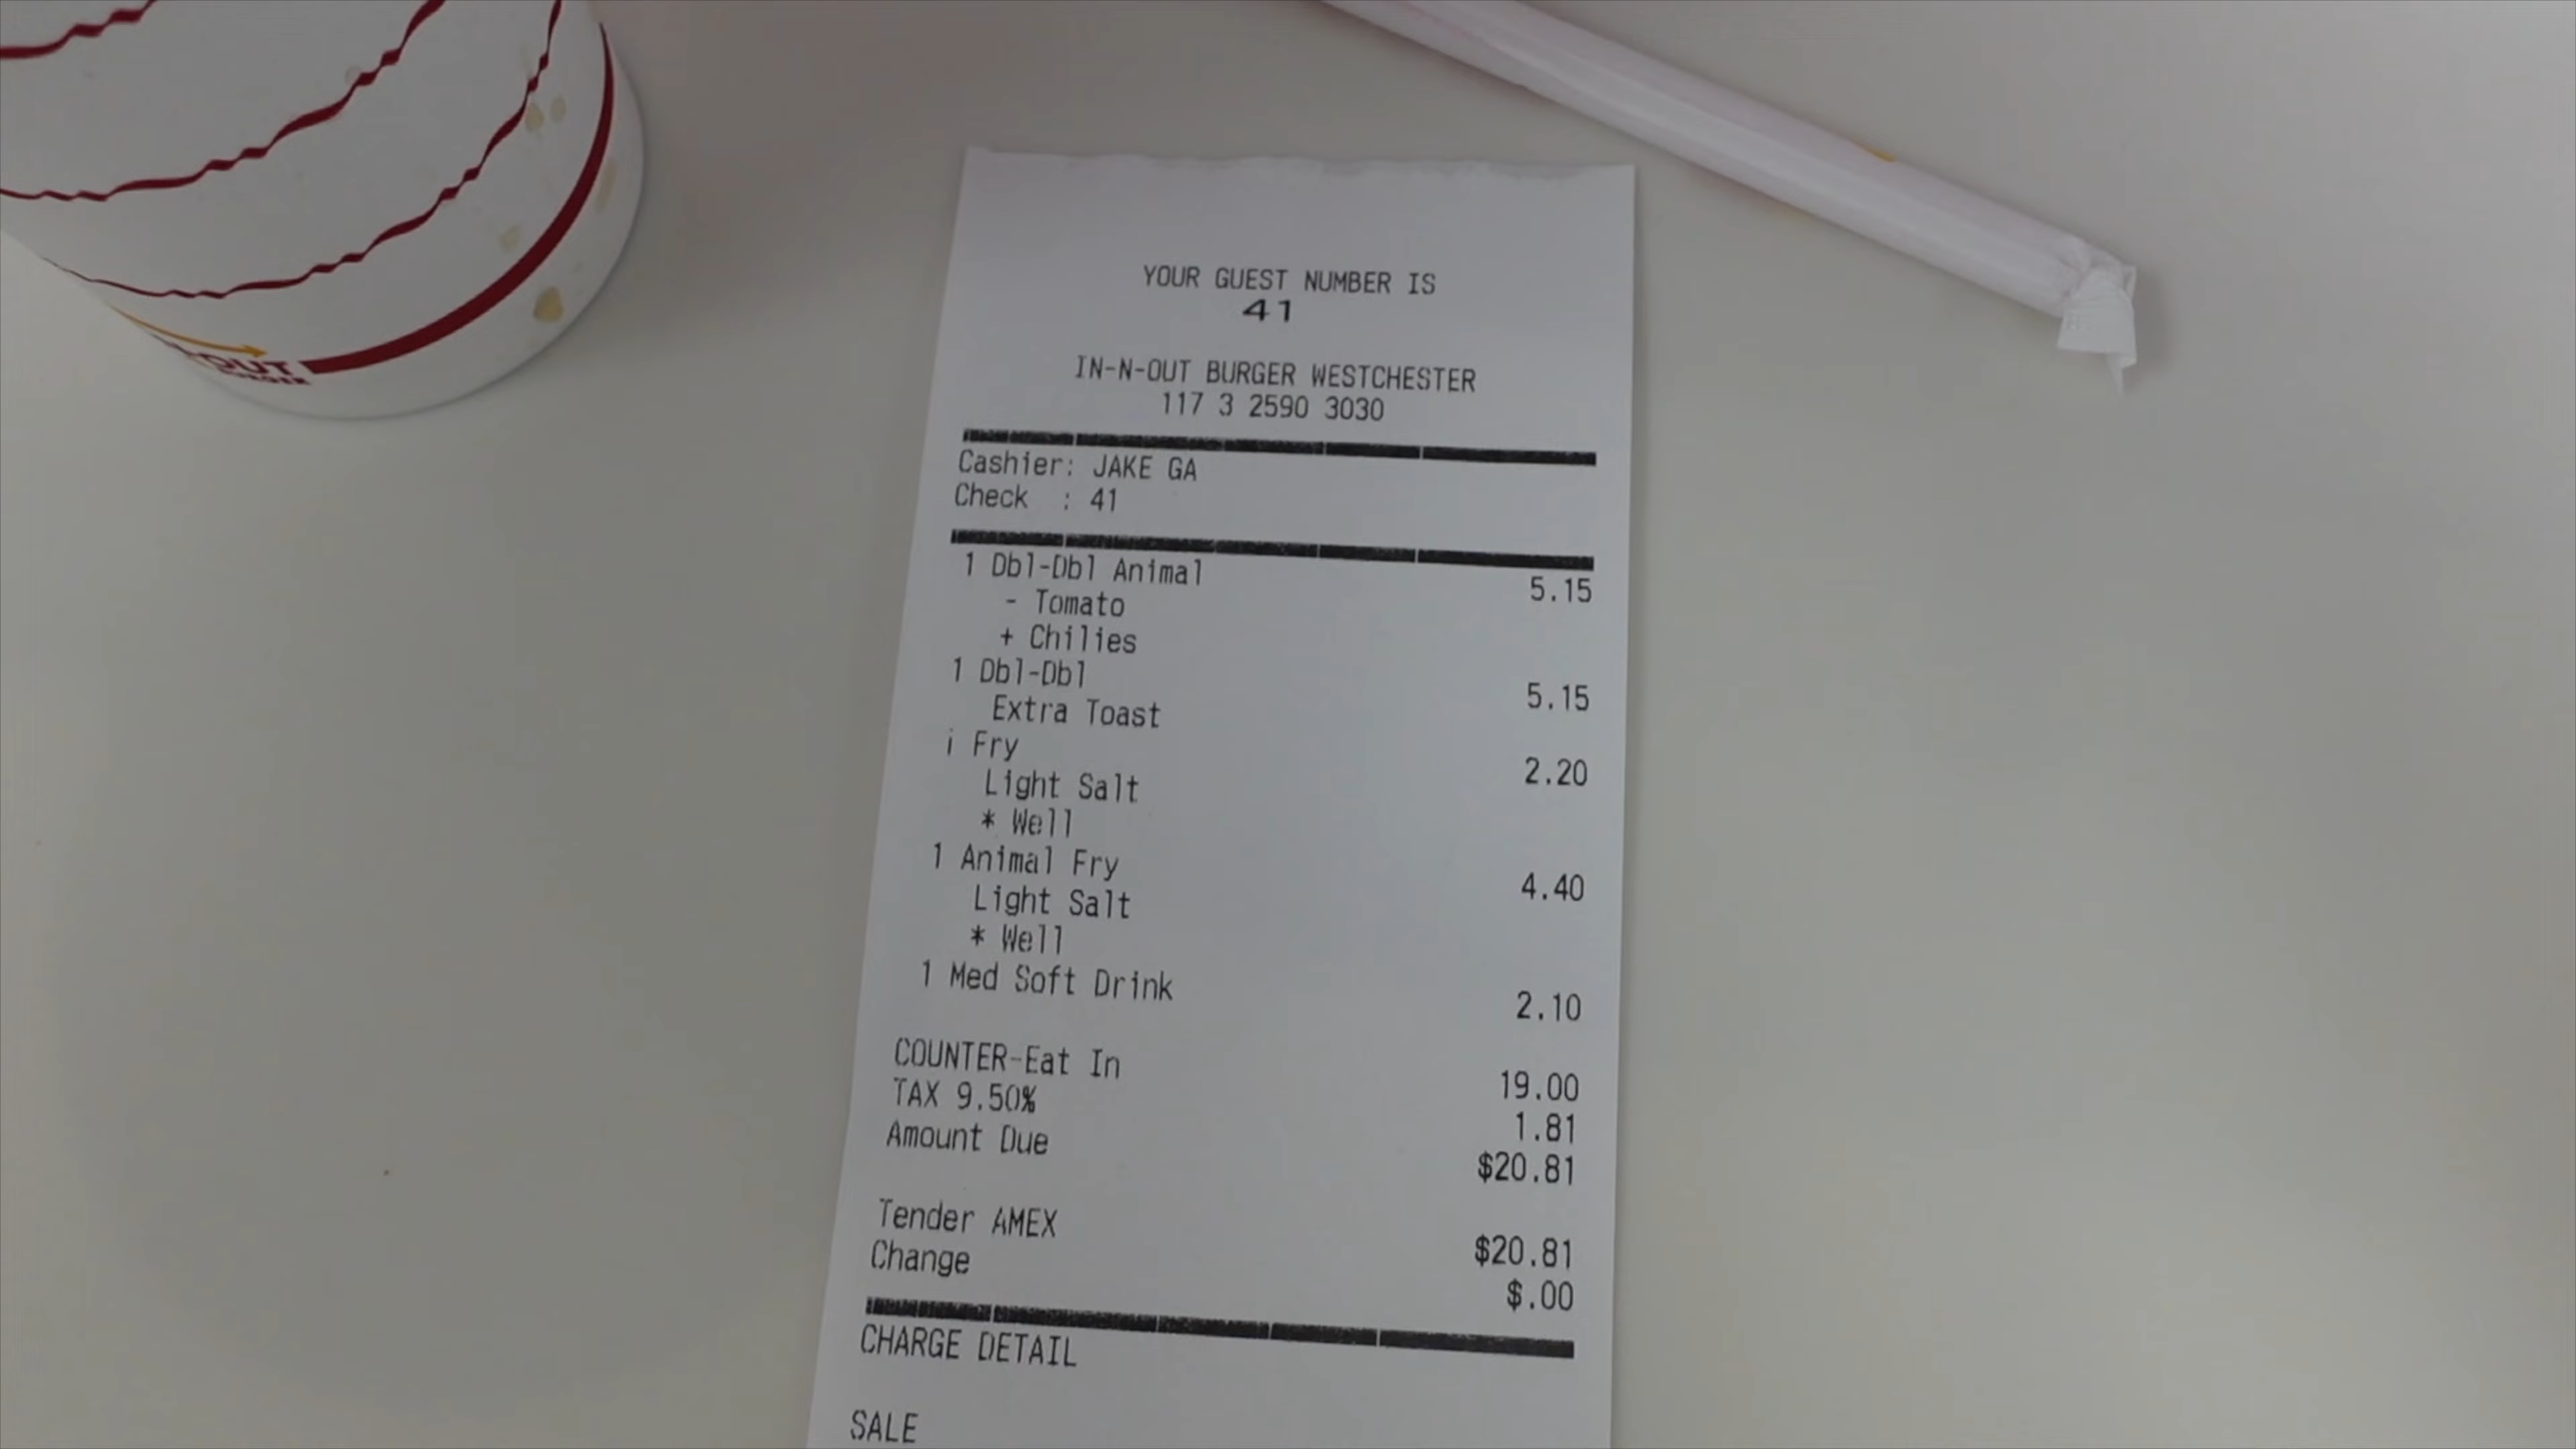 OUT
BURGER
YOUR GUEST NUMBER IS
41
IN-N-OUT BURGER WESTCHESTER
117 3 2590 3030
Cashier: JAKE GA
Check : 41
1 Dbl-Dbl Animal 5.15
- Tomato
+ Chilies
1 Dbl-Dbl 5.15
Extra Toast
1 Fry 2.20
Light Salt
* Well
1 Animal Fry 4.40
Light Salt
* Well
1 Med Soft Drink 2.10
COUNTER-Eat In 19.00
TAX 9.50% 1.81
Amount Due $20.81
Tender AMEX $20.81
Change $.00
CHARGE DETAIL
SALE